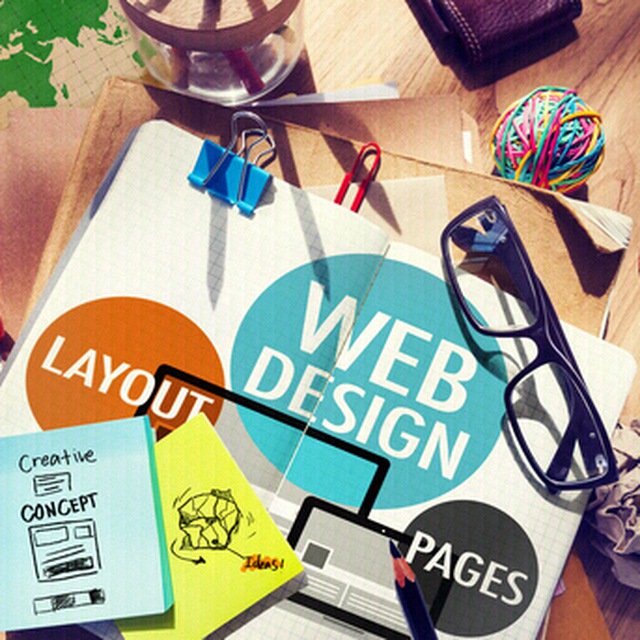 WEB
DESIGN
LAYOUT
PAGES
Creative
CONCEPT
Ideas!